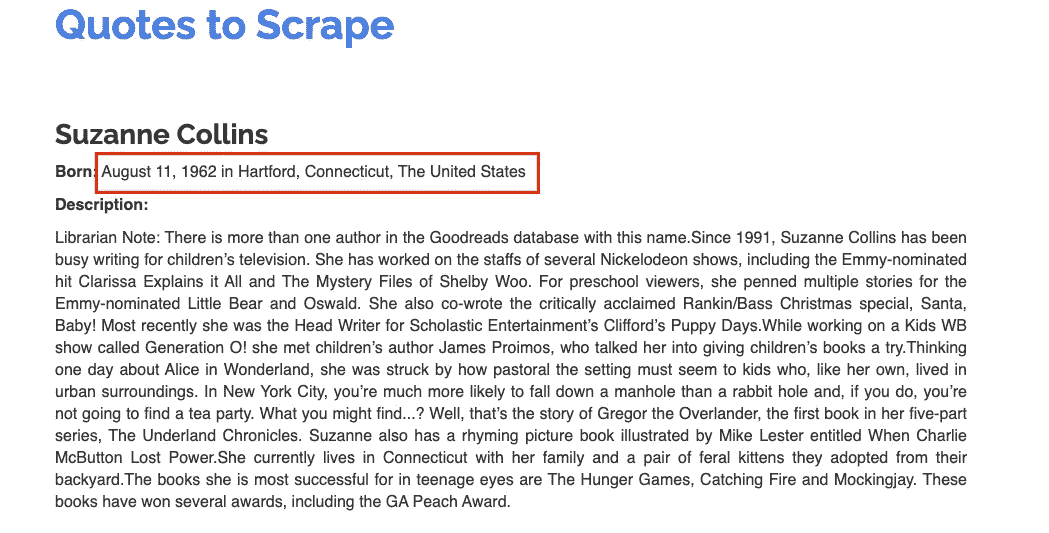 Quotes to Scrape
Suzanne Collins
Born: August 11, 1962 in Hartford, Connecticut, The United States
Description:
Librarian Note: There is more than one author in the Goodreads database with this name.Since 1991, Suzanne Collins has been
busy writing for children’s television. She has worked on the staffs of several Nickelodeon shows, including the Emmy-nominated
hit Clarissa Explains it All and The Mystery Files of Shelby Woo. For preschool viewers, she penned multiple stories for the
Emmy-nominated Little Bear and Oswald. She also co-wrote the critically acclaimed Rankin/Bass Christmas special, Santa,
Baby! Most recently she was the Head Writer for Scholastic Entertainment’s Clifford’s Puppy Days.While working on a Kids WB
show called Generation O! she met children’s author James Proimos, who talked her into giving children’s books a try.Thinking
one day about Alice in Wonderland, she was struck by how pastoral the setting must seem to kids who, like her own, lived in
urban surroundings. In New York City, you’re much more likely to fall down a manhole than a rabbit hole and, if you do, you’re
not going to find a tea party. What you might find...? Well, that’s the story of Gregor the Overlander, the first book in her five-part
series, The Underland Chronicles. Suzanne also has a rhyming picture book illustrated by Mike Lester entitled When Charlie
McButton Lost Power.She currently lives in Connecticut with her family and a pair of feral kittens they adopted from their
backyard.The books she is most successful for in teenage eyes are The Hunger Games, Catching Fire and Mockingjay. These
books have won several awards, including the GA Peach Award.